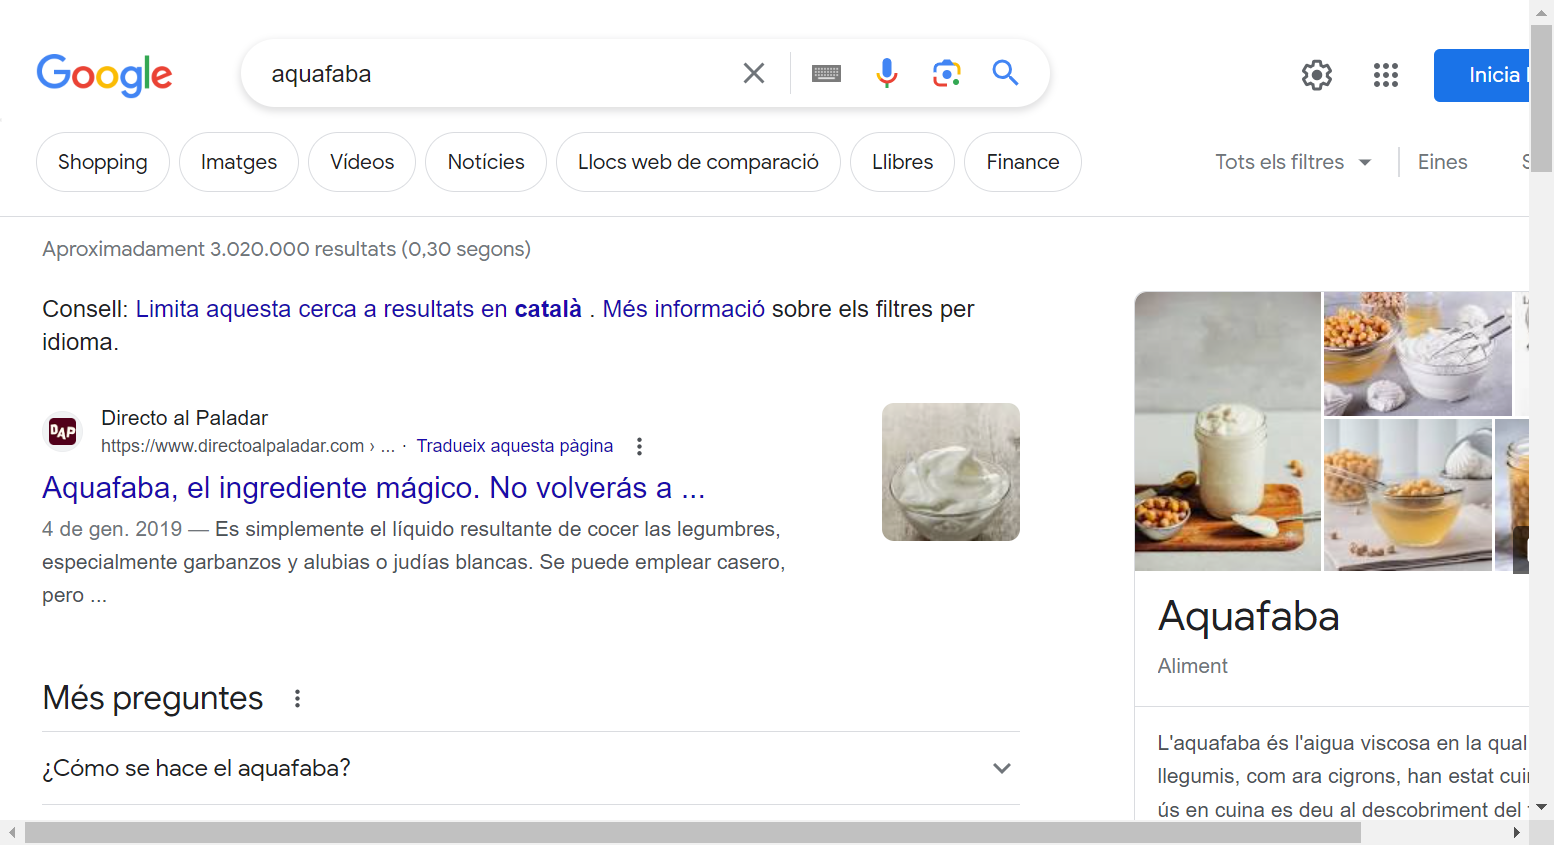 Google
aquafaba
Inicia
Shopping
Imatges
Vídeos
Notícies
Llocs web de comparació
Llibres
Finance
Tots els filtres
Eines
Aproximadament 3.020.000 resultats (0,30 segons)
Consell: Limita aquesta cerca a resultats en català . Més informació sobre els filtres per
idioma.
DAP
Directo al Paladar
https://www.directoalpaladar.com › ... · Tradueix aquesta pàgina
Aquafaba, el ingrediente mágico. No volverás a ...
4 de gen. 2019 — Es simplemente el líquido resultante de cocer las legumbres,
especialmente garbanzos y alubias o judías blancas. Se puede emplear casero,
pero ...
Més preguntes
¿Cómo se hace el aquafaba?
Aquafaba
Aliment
L'aquafaba és l'aigua viscosa en la qual
llegumis, com ara cigrons, han estat
ús en cuina es deu al descobriment del